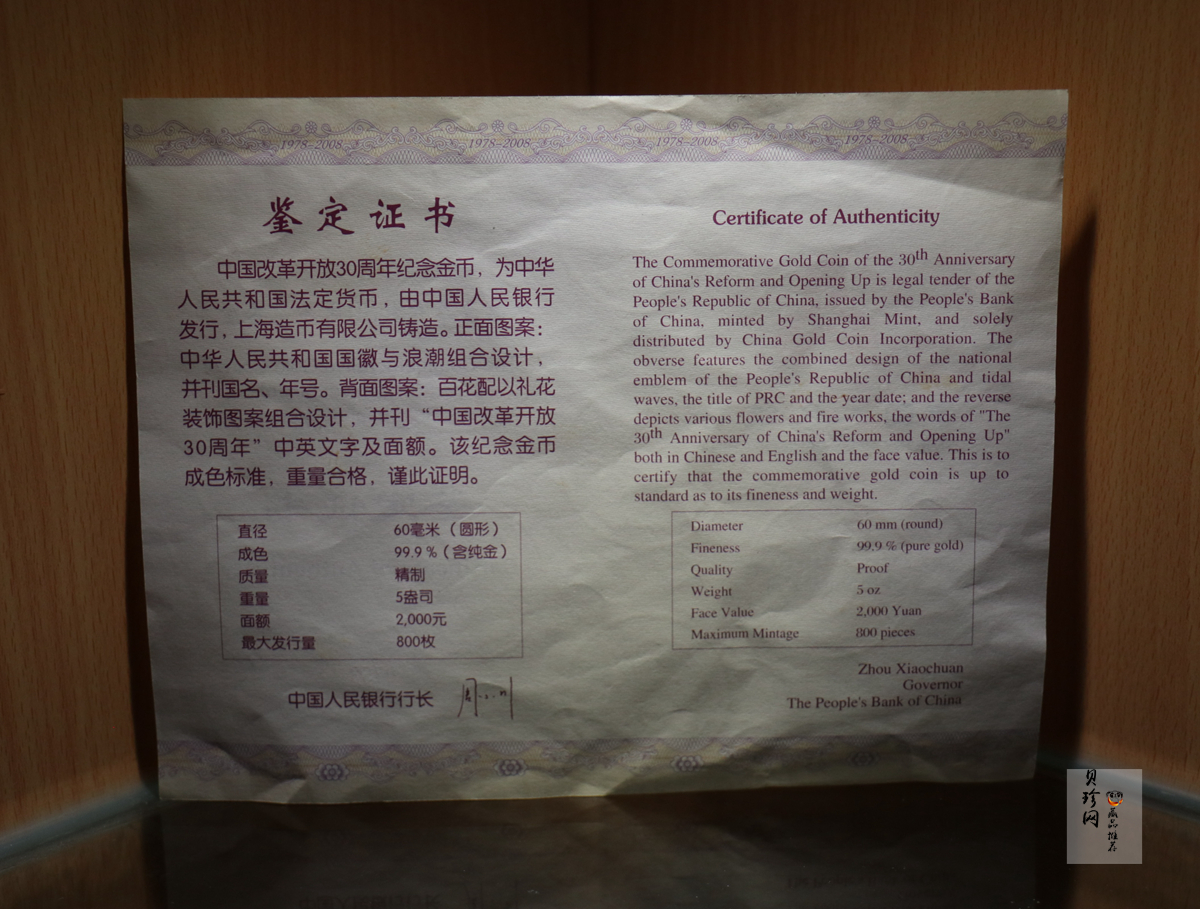 1978-2008 1978-2008 1978-2008 1978-2008
鉴定证书
中国改革开放30周年纪念金币，为中华
人民共和国法定货币，由中国人民银行
发行，上海造币有限公司铸造。正面图案：
中华人民共和国国徽与浪潮组合设计，
并刊国名、年号。背面图案：百花配以礼花
装饰图案组合设计，并刊“中国改革开放
30周年”中英文字及面额。该纪念金币
成色标准，重量合格，谨此证明。
直径 60毫米（圆形）
成色 99.9％（含纯金）
质量 精制
重量 5盎司
面额 2,000元
最大发行量 800枚
中国人民银行行长
Certificate of Authenticity
The Commemorative Gold Coin of the 30th Anniversary
of China's Reform and Opening Up is legal tender of the
People's Republic of China, issued by the People's Bank
of China, minted by Shanghai Mint, and solely
distributed by China Gold Coin Incorporation. The
obverse features the combined design of the national
emblem of the People's Republic of China and tidal
waves, the title of PRC and the year date; and the reverse
depicts various flowers and fire works, the words of "The
30th Anniversary of China's Reform and Opening Up"
both in Chinese and English and the face value. This is to
certify that the commemorative gold coin is up to
standard as to its fineness and weight.
Diameter 60 mm (round)
Fineness 99.9 % (pure gold)
Quality Proof
Weight 5 oz
Face Value 2,000 Yuan
Maximum Mintage 800 pieces
Zhou Xiaochuan
Governor
The People's Bank of China
贝珍网
藏品推荐